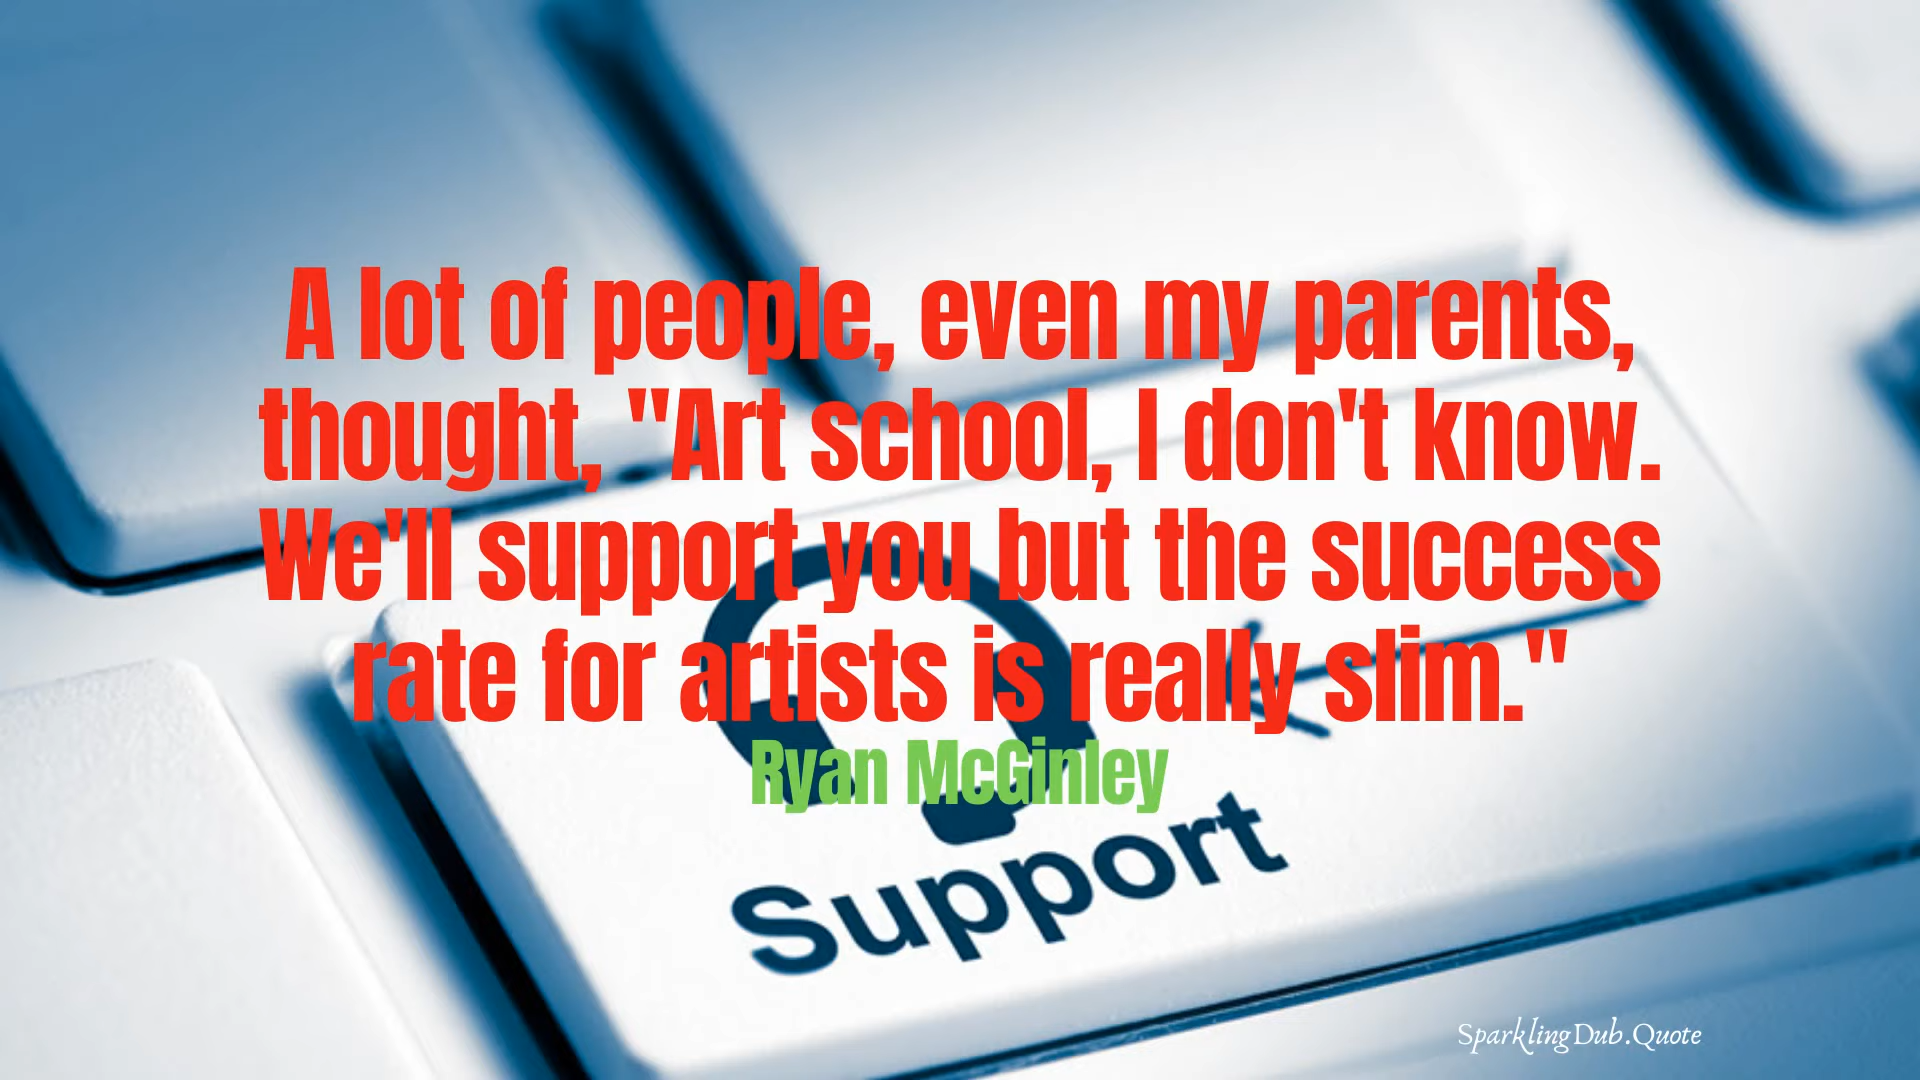 A lot of people, even my parents,
thought, "Art school, I don't know.
We'll support you but the success
rate for artists is really slim."
Ryan McGinley
Support
SparklingDub.Quote